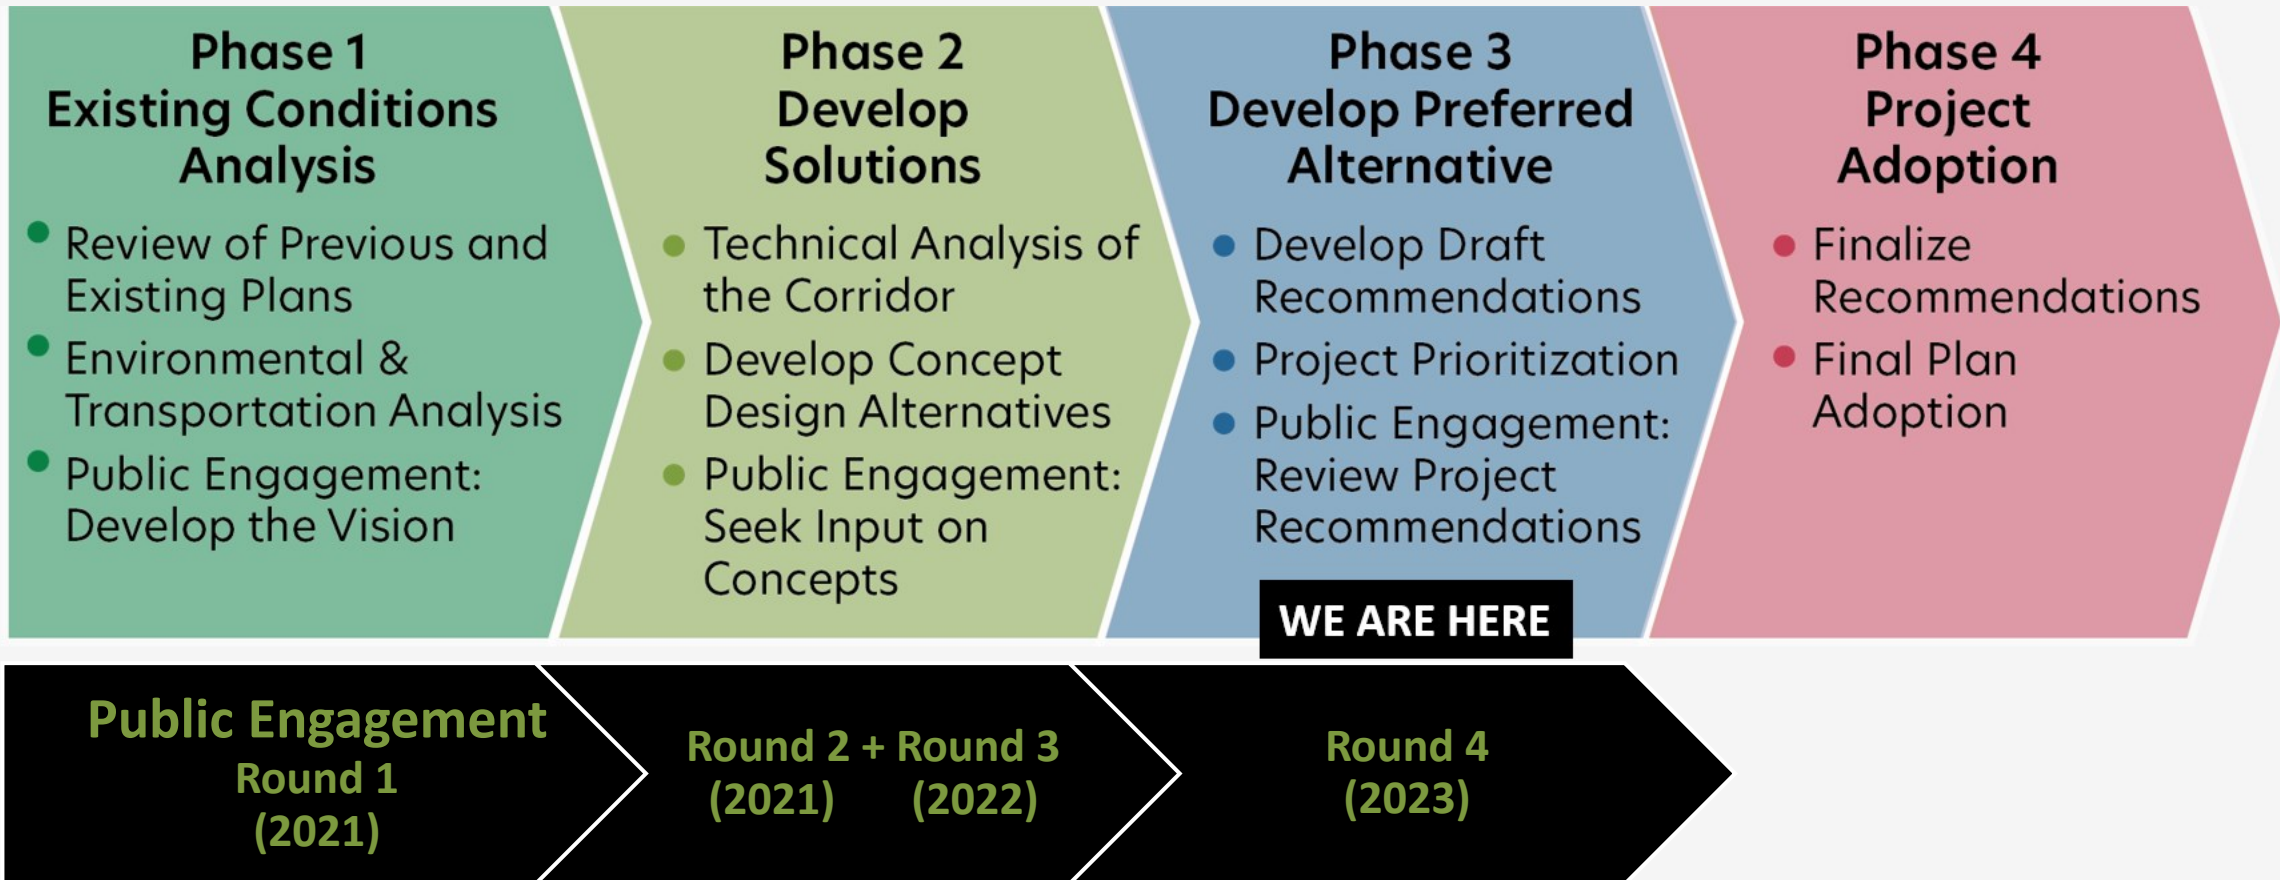 Phase 1
Existing Conditions
Analysis
Review of Previous and
Existing Plans
Environmental &
Transportation Analysis
Public Engagement:
Develop the Vision
Phase 2
Develop
Solutions
Technical Analysis of
the Corridor
Develop Concept
Design Alternatives
Public Engagement:
Seek Input on
Concepts
Phase 3
Develop Preferred
Alternative
Develop Draft
Recommendations
Project Prioritization
Public Engagement:
Review Project
Recommendations
WE ARE HERE
Phase 4
Project
Adoption
Finalize
Recommendations
Final Plan
Adoption
Public Engagement
Round 1
(2021)
Round 2 + Round 3
(2021) (2022)
Round 4
(2023)